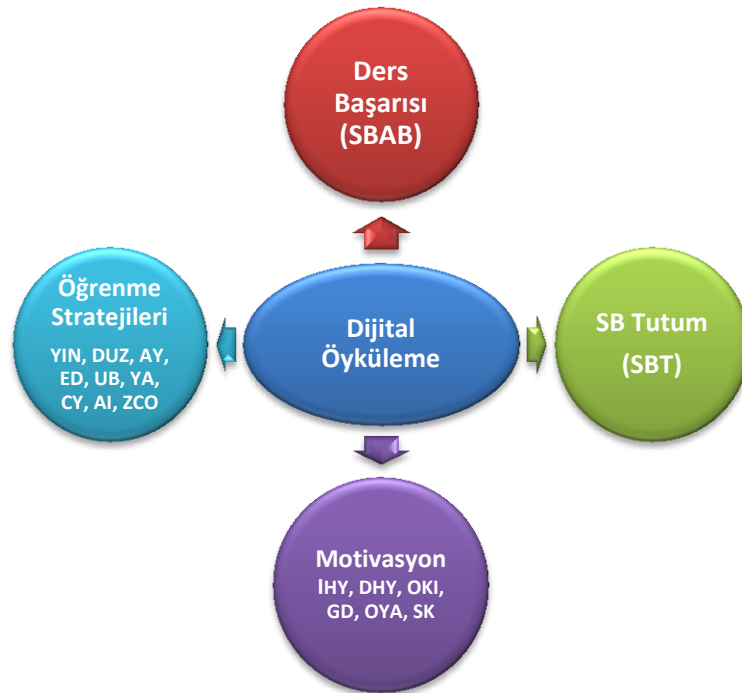 Ders
Başarısı
(SBAB)
Öğrenme
Stratejileri
YIN, DUZ, AY,
ED, UB, YA,
CY, AI, ZCO
Dijital
Öyküleme
SB Tutum
(SBT)
Motivasyon
IHY, DHY, OKI,
GD, OYA, SK